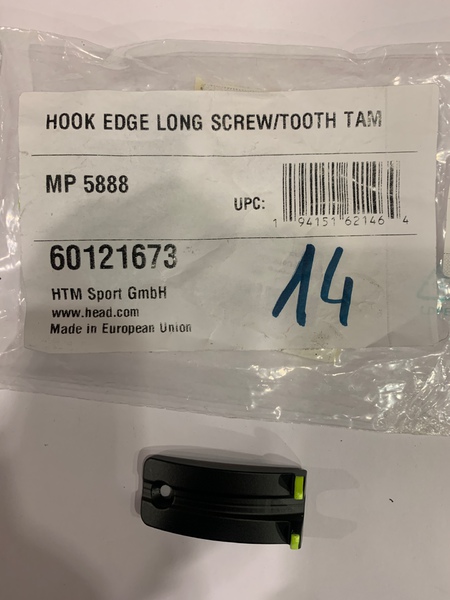 HOOK EDGE LONG SCREW/TOOTH TAM
MP 5888
UPC:
1 94151 62146 4
60121673
14
HTM Sport GmbH
www.head.com
Made in European Union